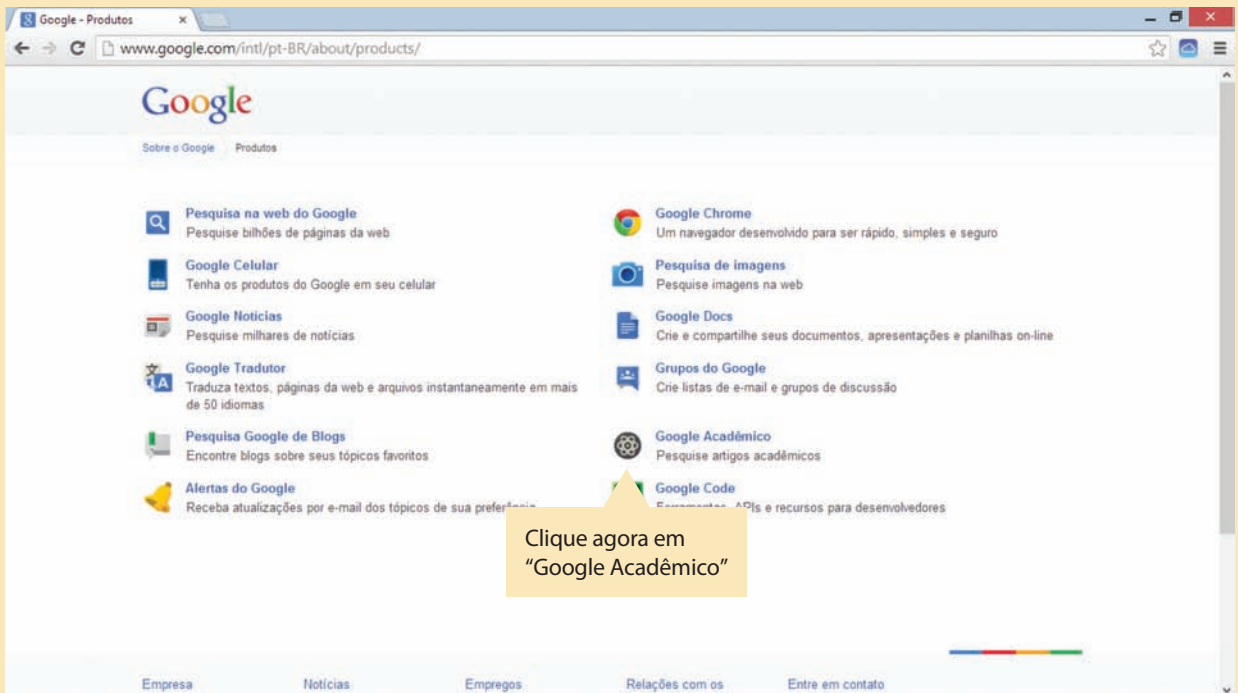 Google - Produtos
www.google.com/intl/pt-BR/about/products/
Google
Sobre o Google Produtos
Pesquisa na web do Google
Pesquise bilhões de páginas da web
Google Celular
Tenha os produtos do Google em seu celular
Google Notícias
Pesquise milhares de notícias
Google Tradutor
Traduza textos, páginas da web e arquivos instantaneamente em mais
de 50 idiomas
Pesquisa Google de Blogs
Encontre blogs sobre seus tópicos favoritos
Alertas do Google
Receba atualizações por e-mail dos tópicos de sua preferência
Google Chrome
Um navegador desenvolvido para ser rápido, simples e seguro
Pesquisa de imagens
Pesquise imagens na web
Google Docs
Crie e compartilhe seus documentos, apresentações e planilhas on-line
Grupos do Google
Crie listas de e-mail e grupos de discussão
Google Acadêmico
Pesquise artigos acadêmicos
Google Code
Ferramentas, APIs e recursos para desenvolvedores
Clique agora em
“Google Acadêmico”
Empresa Notícias Empregos Relações com os Entre em contato